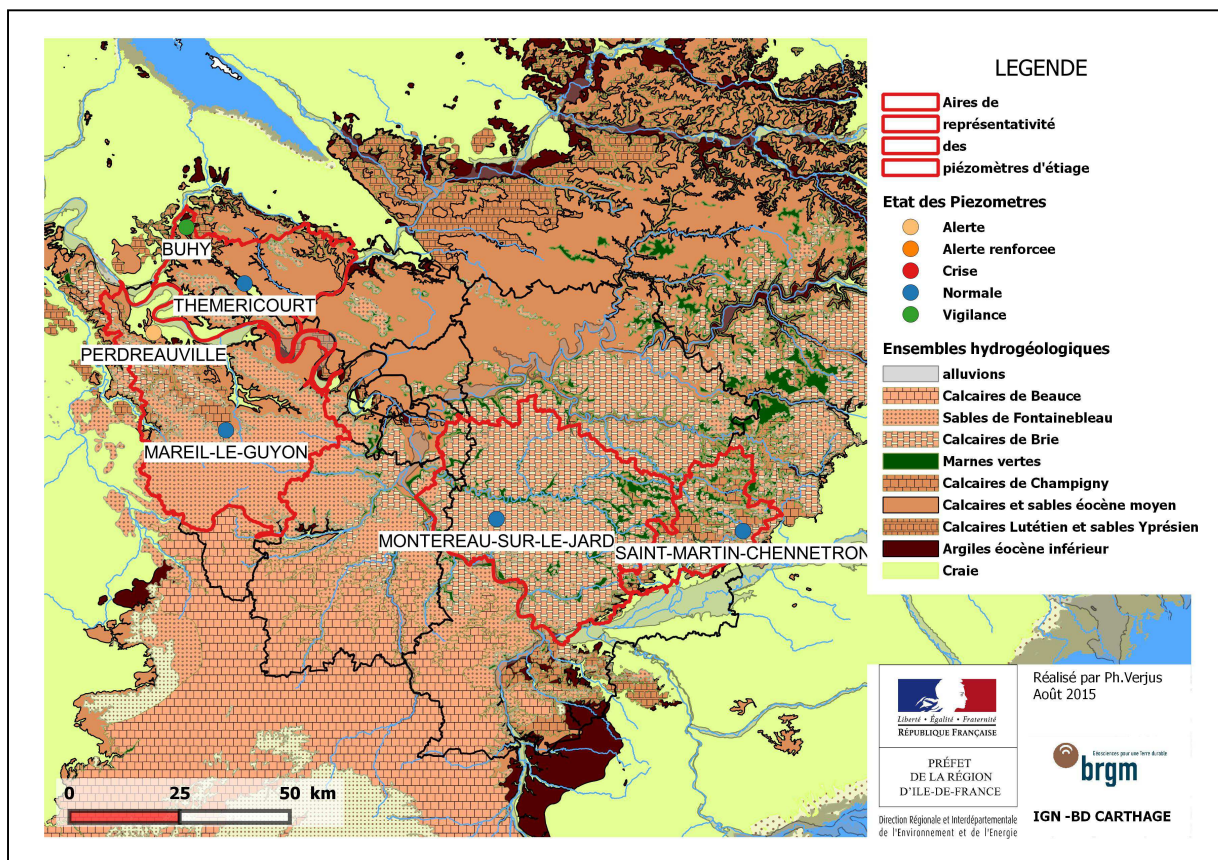 BUHY
THEMERICOURT
PERDREAUVILLE
MAREIL-LE-GUYON
MONTEREAU-SUR-LE-JARD
SAINT-MARTIN-CHENNETRON
0 25 50 km
LEGENDE
Aires de
représentativité
des
piézomètres d'étiage
Etat des Piezometres
Alerte
Alerte renforcee
Crise
Normale
Vigilance
Ensembles hydrogéologiques
alluvions
Calcaires de Beauce
Sables de Fontainebleau
Calcaires de Brie
Marnes vertes
Calcaires de Champigny
Calcaires et sables éocène moyen
Calcaires Lutétien et sables Yprésien
Argiles éocène inférieur
Craie
Liberté • Égalité • Fraternité
RÉPUBLIQUE FRANÇAISE
PRÉFET
DE LA RÉGION
D'ILE-DE-FRANCE
Direction Régionale et Interdépartementale
de l'Environnement et de l'Energie
Réalisé par Ph.Verjus
Août 2015
Géosciences pour une Terre durable
brgm
IGN -BD CARTHAGE